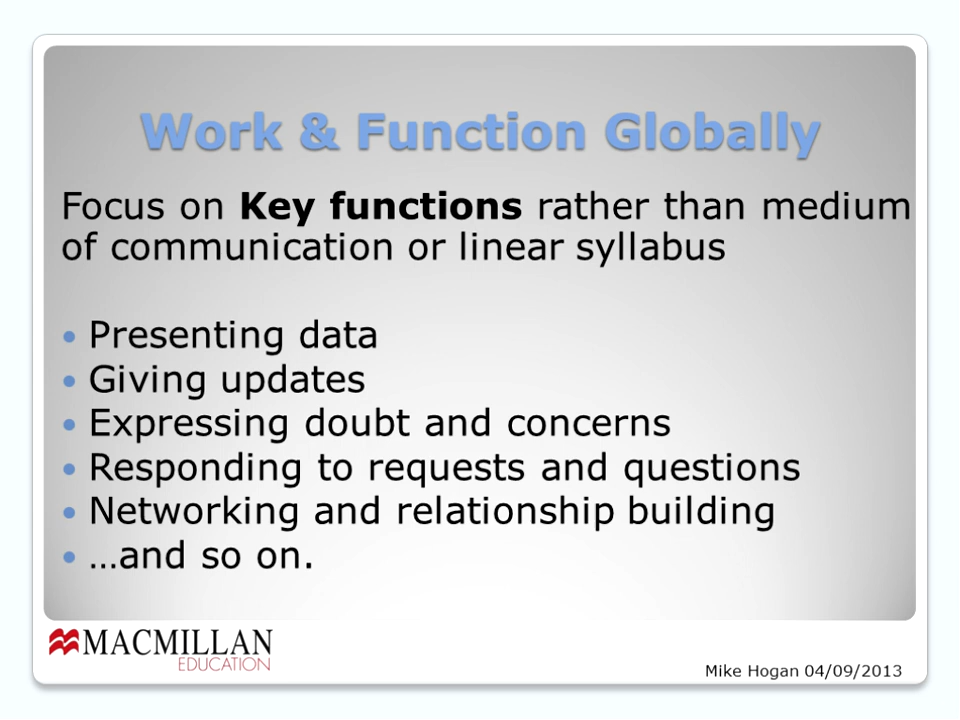 Work & Function Globally
Focus on Key functions rather than medium
of communication or linear syllabus
Presenting data
Giving updates
Expressing doubt and concerns
Responding to requests and questions
Networking and relationship building
…and so on.
MACMILLAN
EDUCATION
Mike Hogan 04/09/2013